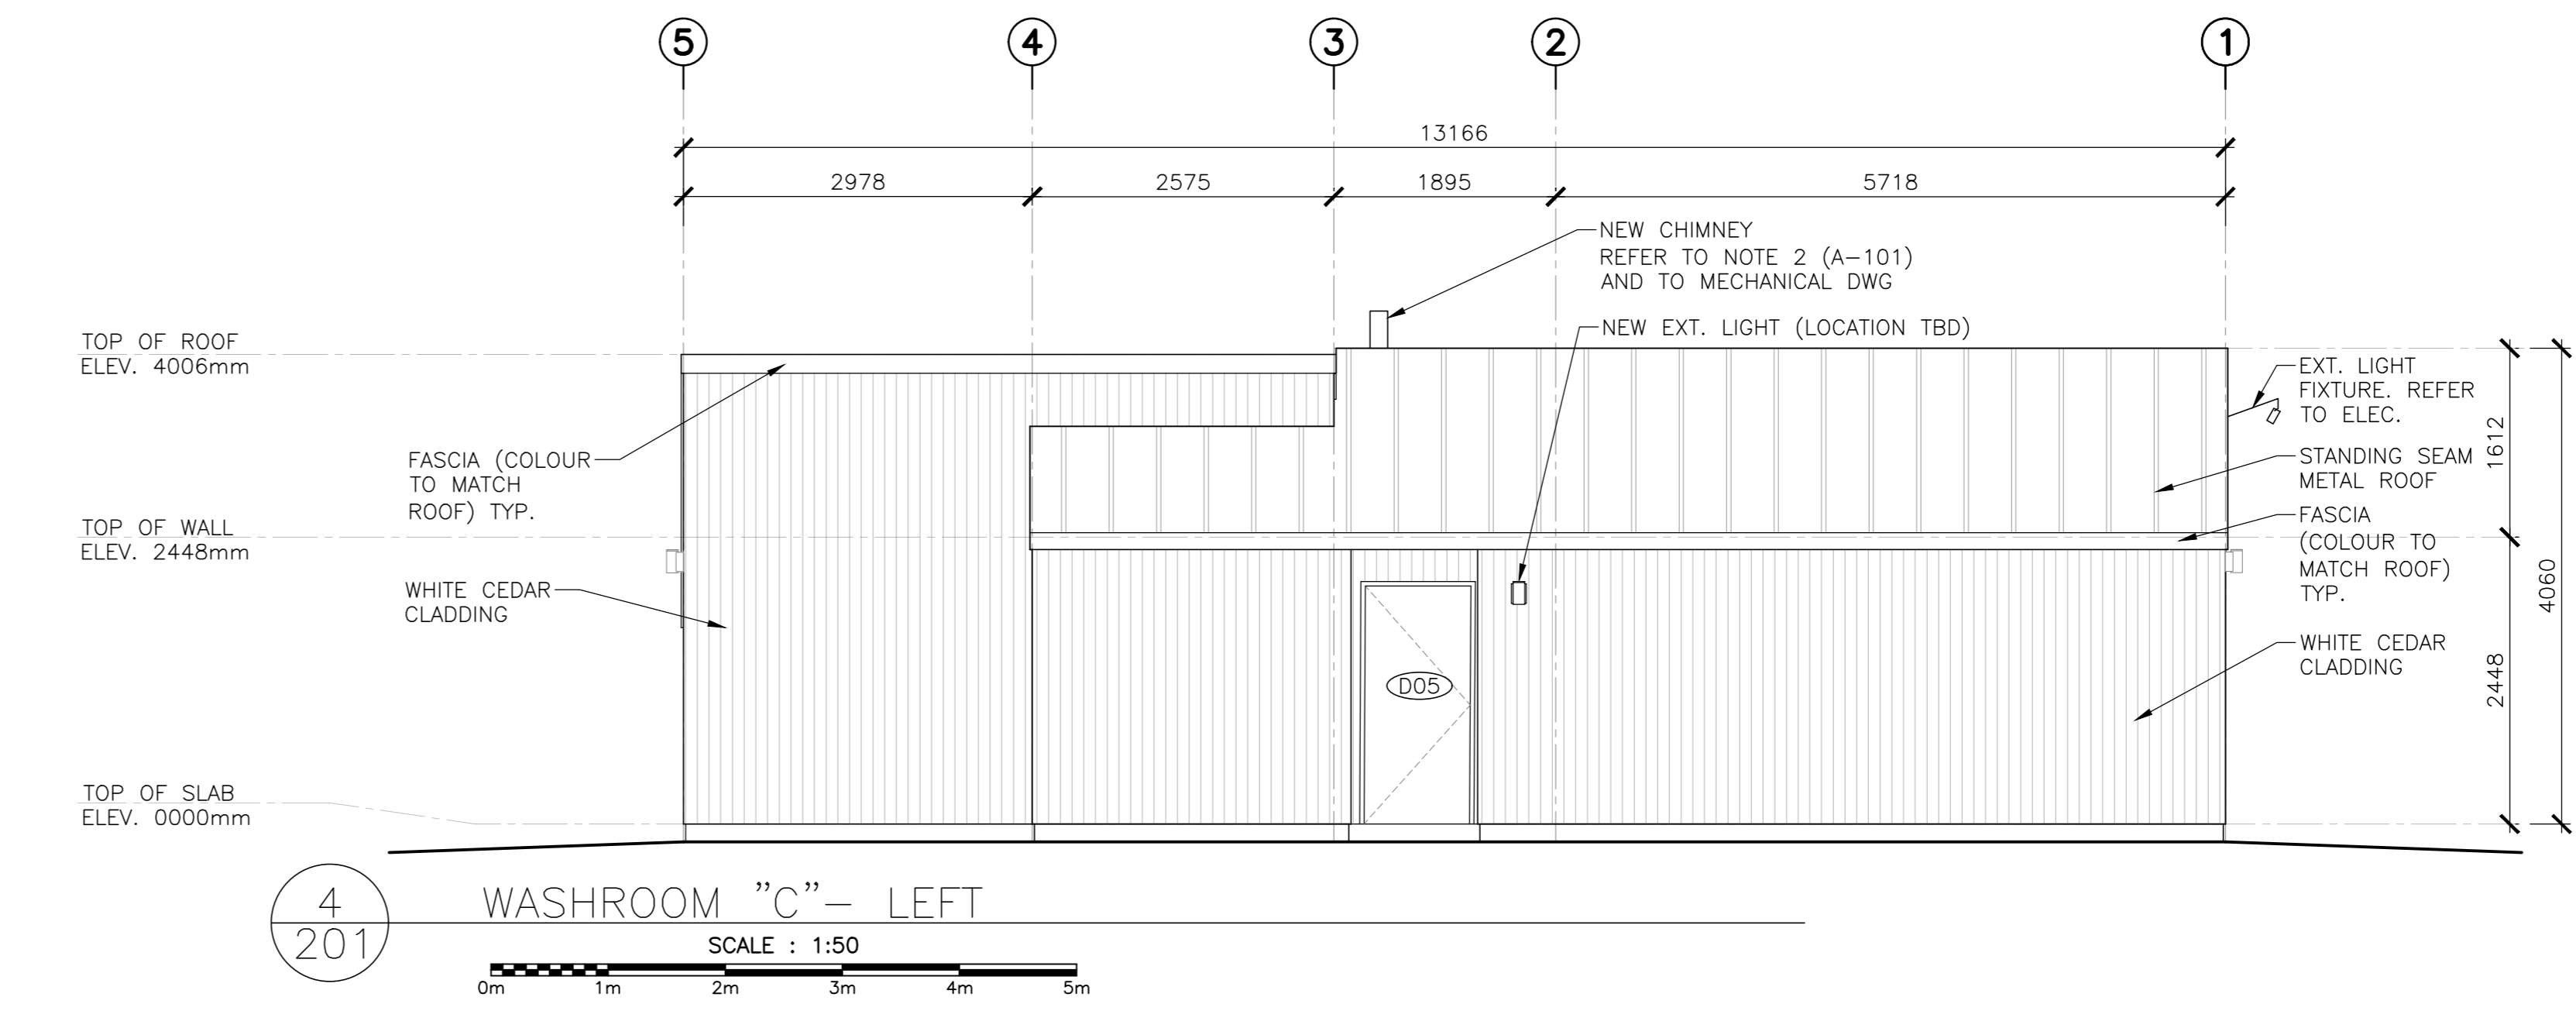 5
4
3
2
1
13166
2978
2575
1895
5718
NEW CHIMNEY
REFER TO NOTE 2 (A-101)
AND TO MECHANICAL DWG
NEW EXT. LIGHT (LOCATION TBD)
TOP OF ROOF
ELEV. 4006mm
EXT. LIGHT
FIXTURE. REFER
TO ELEC.
1612
FASCIA (COLOUR
TO MATCH
ROOF) TYP.
STANDING SEAM
METAL ROOF
TOP OF WALL
ELEV. 2448mm
FASCIA
(COLOUR TO
MATCH ROOF)
TYP.
4060
WHITE CEDAR
CLADDING
WHITE CEDAR
CLADDING
2448
D05
TOP OF SLAB
ELEV. 0000mm
4
201
WASHROOM "C"- LEFT
SCALE : 1:50
0m
1m
2m
3m
4m
5m